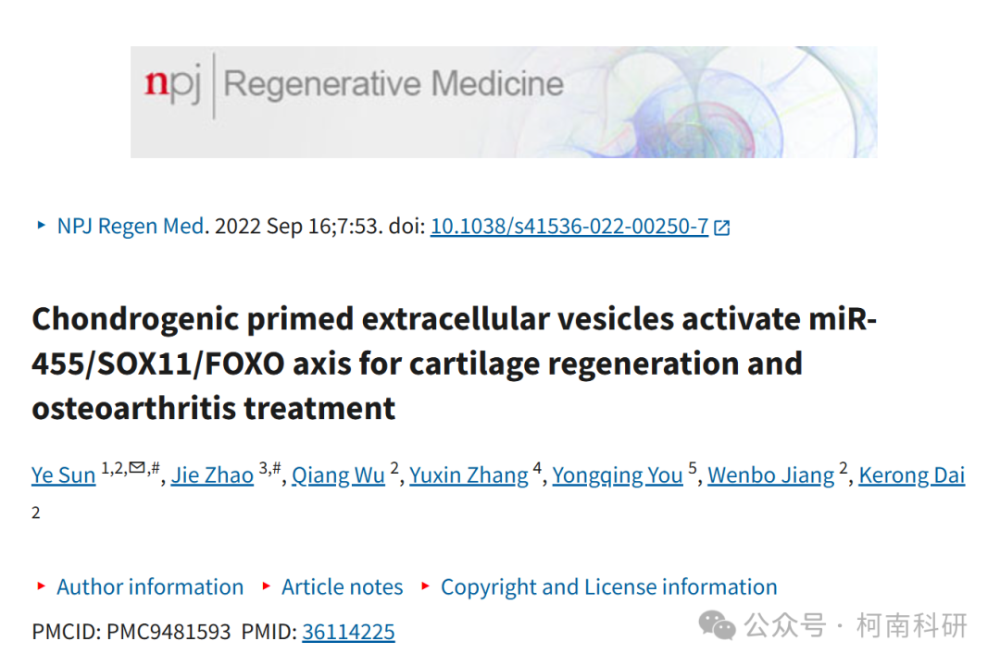 npj Regenerative Medicine
NPJ Regen Med. 2022 Sep 16;7:53. doi: 10.1038/s41536-022-00250-7
Chondrogenic primed extracellular vesicles activate miR-
455/SOX11/FOXO axis for cartilage regeneration and
osteoarthritis treatment
Ye Sun 1,2,✉,#, Jie Zhao 3,#, Qiang Wu 2, Yuxin Zhang 4, Yongqing You 5, Wenbo Jiang 2, Kerong Dai
2
Author information Article notes Copyright and License information
PMCID: PMC9481593 PMID: 36114225
公众号 · 柯南科研